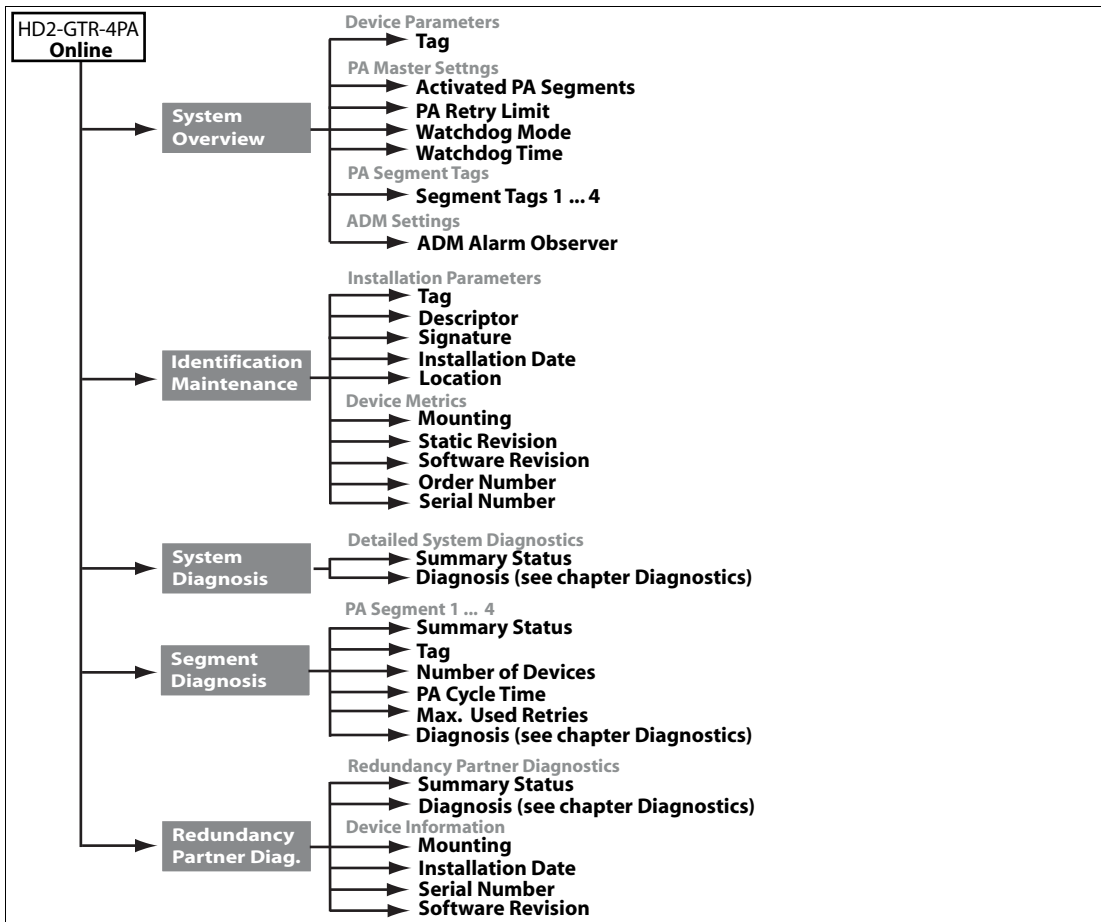 HD2-GTR-4PA
Online
System
Overview
Device Parameters
Tag
PA Master Settngs
Activated PA Segments
PA Retry Limit
Watchdog Mode
Watchdog Time
PA Segment Tags
Segment Tags 1 ... 4
ADM Settings
ADM Alarm Observer
Identification
Maintenance
Installation Parameters
Tag
Descriptor
Signature
Installation Date
Location
Device Metrics
Mounting
Static Revision
Software Revision
Order Number
Serial Number
System
Diagnosis
Detailed System Diagnostics
Summary Status
Diagnosis (see chapter Diagnostics)
Segment
Diagnosis
PA Segment 1 ... 4
Summary Status
Tag
Number of Devices
PA Cycle Time
Max. Used Retries
Diagnosis (see chapter Diagnostics)
Redundancy
Partner Diag.
Redundancy Partner Diagnostics
Summary Status
Diagnosis (see chapter Diagnostics)
Device Information
Mounting
Installation Date
Serial Number
Software Revision